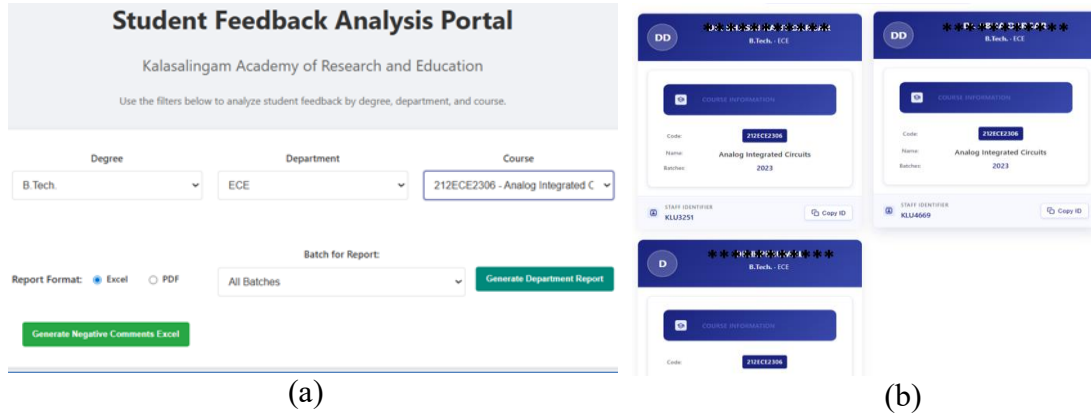 Student Feedback Analysis Portal
Kalasalingam Academy of Research and Education
Use the filters below to analyze student feedback by degree, department, and course.
Degree
Department
Course
B.Tech.
ECE
212ECE2306 - Analog Integrated C
Batch for Report:
Report Format:
Excel
PDF
All Batches
Generate Department Report
Generate Negative Comments Excel
(a)
DD
B.Tech. - ECE
COURSE INFORMATION
Code:
212ECE2306
Name:
Analog Integrated Circuits
Batches:
2023
STAFF IDENTIFIER
KLU3251
Copy ID
DD
B.Tech. - ECE
COURSE INFORMATION
Code:
212ECE2306
Name:
Analog Integrated Circuits
Batches:
2023
STAFF IDENTIFIER
KLU4669
Copy ID
D
B.Tech. - ECE
COURSE INFORMATION
Code:
212ECE2306
(b)